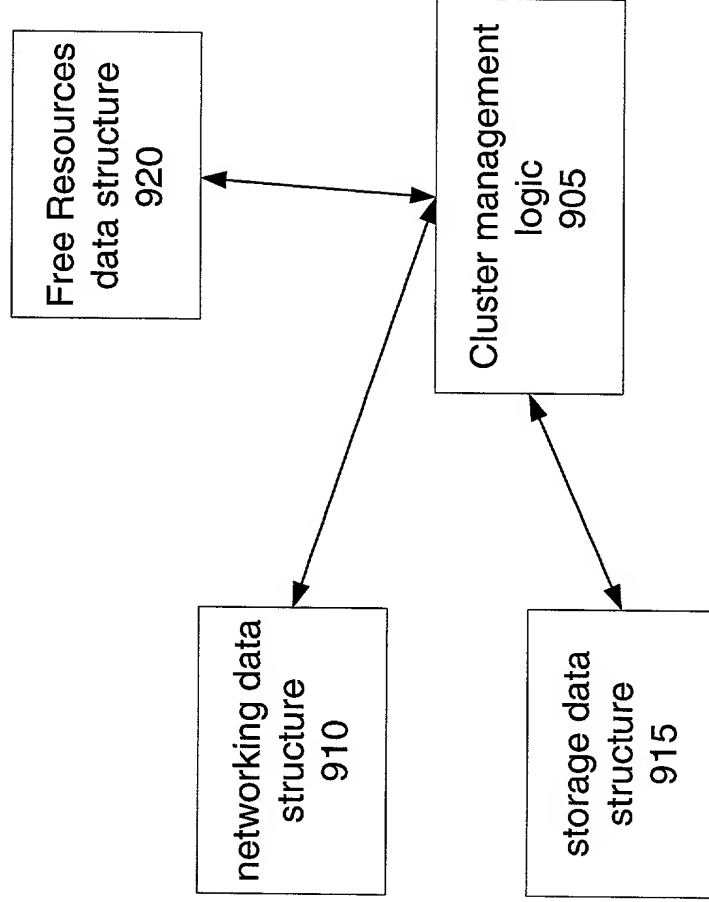 Free Resources
data structure
920
networking data
structure
910
Cluster management
logic
905
storage data
structure
915